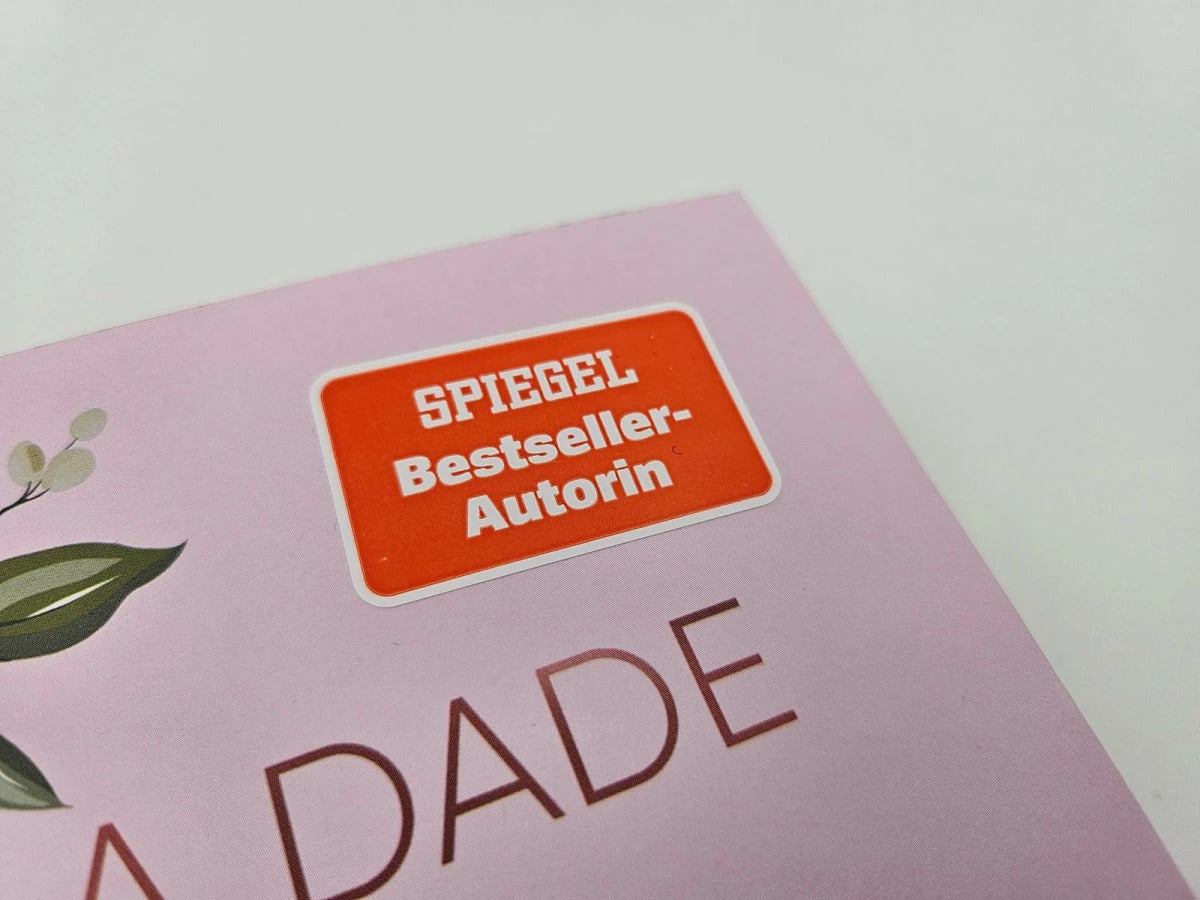 SPIEGEL
Bestseller-
Autorin
A DADE